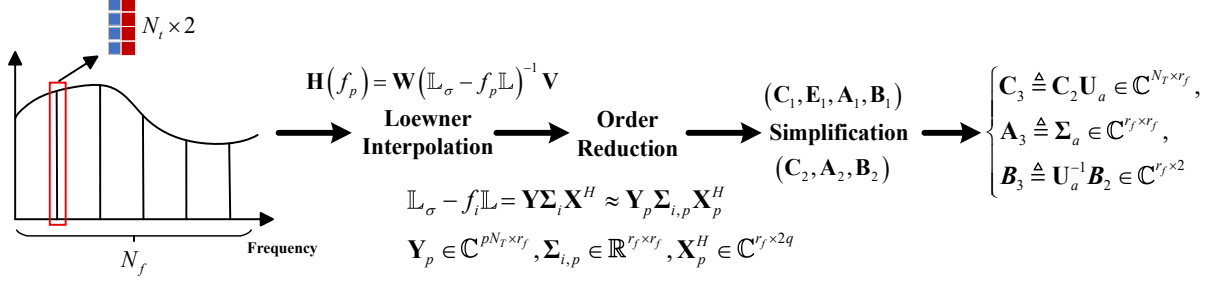 N_t × 2
H(f_p) = W(𝕃_σ − f_p 𝕃)^{−1} V
Loewner
Interpolation
Order
Reduction
(C_1, E_1, A_1, B_1)
Simplification
(C_2, A_2, B_2)
C_3 ≜ C_2 U_a ∈ ℂ^{N_T × r_f},
A_3 ≜ Σ_a ∈ ℂ^{r_f × r_f},
B_3 ≜ U_a^{−1} B_2 ∈ ℂ^{r_f × 2}
𝕃_σ − f_i 𝕃 = YΣ_i X^H ≈ Y_p Σ_{i,p} X_p^H
Y_p ∈ ℂ^{pN_T × r_f}, Σ_{i,p} ∈ ℝ^{r_f × r_f}, X_p^H ∈ ℂ^{r_f × 2q}
Frequency
N_f